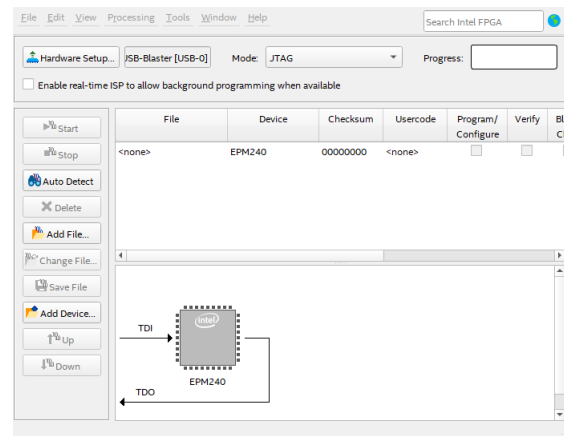 File Edit View Processing Tools Window Help
Search Intel FPGA
Hardware Setup... JSB-Blaster [USB-0] Mode: JTAG Progress:
Enable real-time ISP to allow background programming when available
Start
Stop
Auto Detect
Delete
Add File...
Change File...
Save File
Add Device...
Up
Down
File Device Checksum Usercode Program/ Configure Verify Bl
<none> EPM240 00000000 <none>
TDI
intel
EPM240
TDO